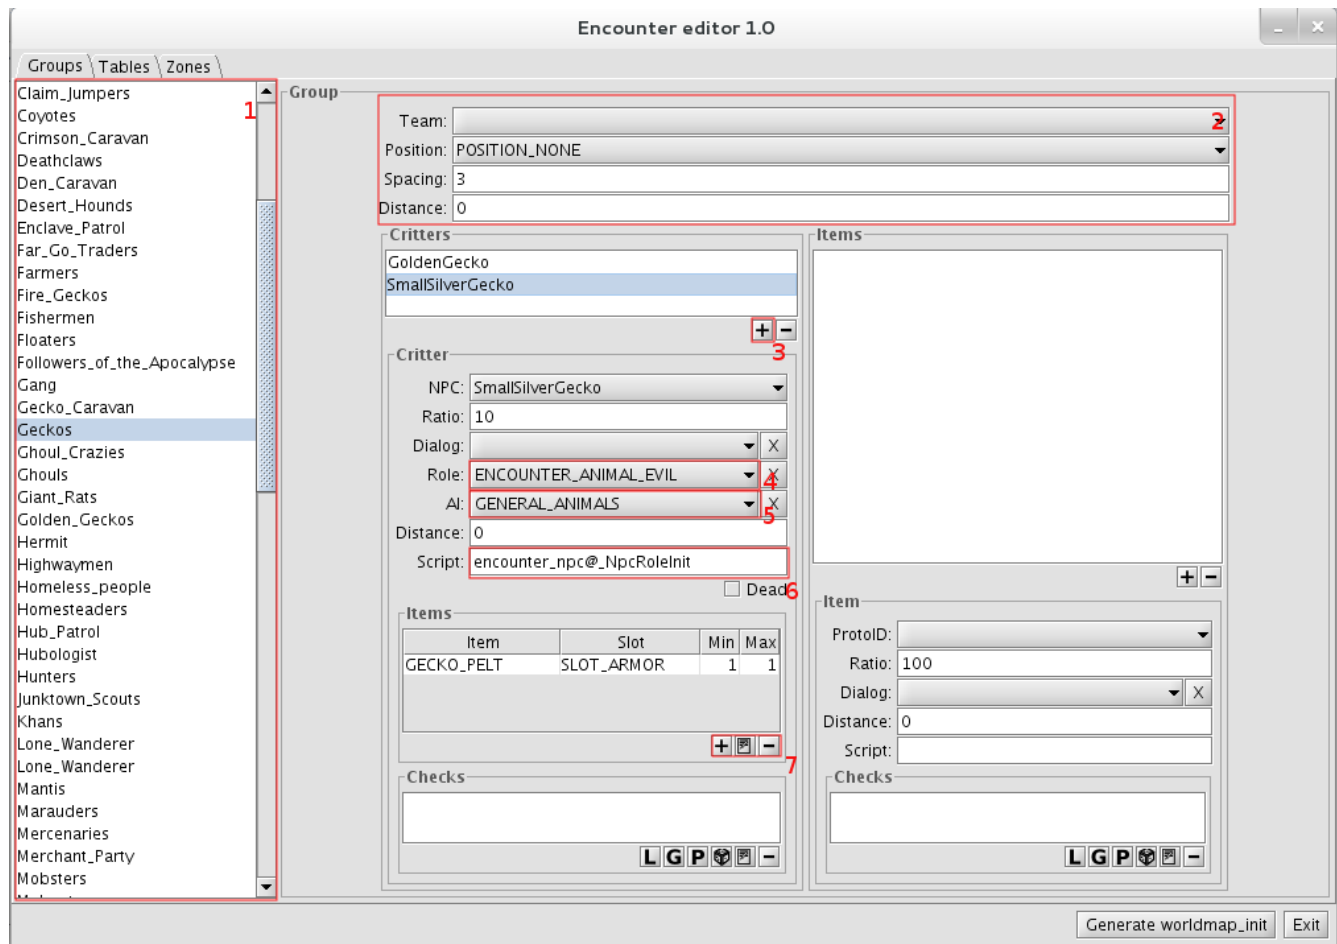 Encounter editor 1.0
Groups Tables Zones
1
Claim_Jumpers
Coyotes
Crimson_Caravan
Deathclaws
Den_Caravan
Desert_Hounds
Enclave_Patrol
Far_Go_Traders
Farmers
Fire_Geckos
Fishermen
Floaters
Followers_of_the_Apocalypse
Gang
Gecko_Caravan
Geckos
Ghoul_Crazies
Ghouls
Giant_Rats
Golden_Geckos
Hermit
Highwaymen
Homeless_people
Homesteaders
Hub_Patrol
Hubologist
Hunters
Junktown_Scouts
Khans
Lone_Wanderer
Lone_Wanderer
Mantis
Marauders
Mercenaries
Merchant_Party
Mobsters
Group
Team: 2
Position: POSITION_NONE
Spacing: 3
Distance: 0
Critters
GoldenGecko
SmallSilverGecko
+ −
3
Critter
NPC: SmallSilverGecko
Ratio: 10
Dialog: X
Role: ENCOUNTER_ANIMAL_EVIL X
4
AI: GENERAL_ANIMALS X
5
Distance: 0
Script: encounter_npc@_NpcRoleInit
Dead 6
Items
Item Slot Min Max
GECKO_PELT SLOT_ARMOR 1 1
+ −
7
Checks
L G P −
Items
+ −
Item
ProtoID:
Ratio: 100
Dialog: X
Distance: 0
Script:
Checks
L G P −
Generate worldmap_init Exit